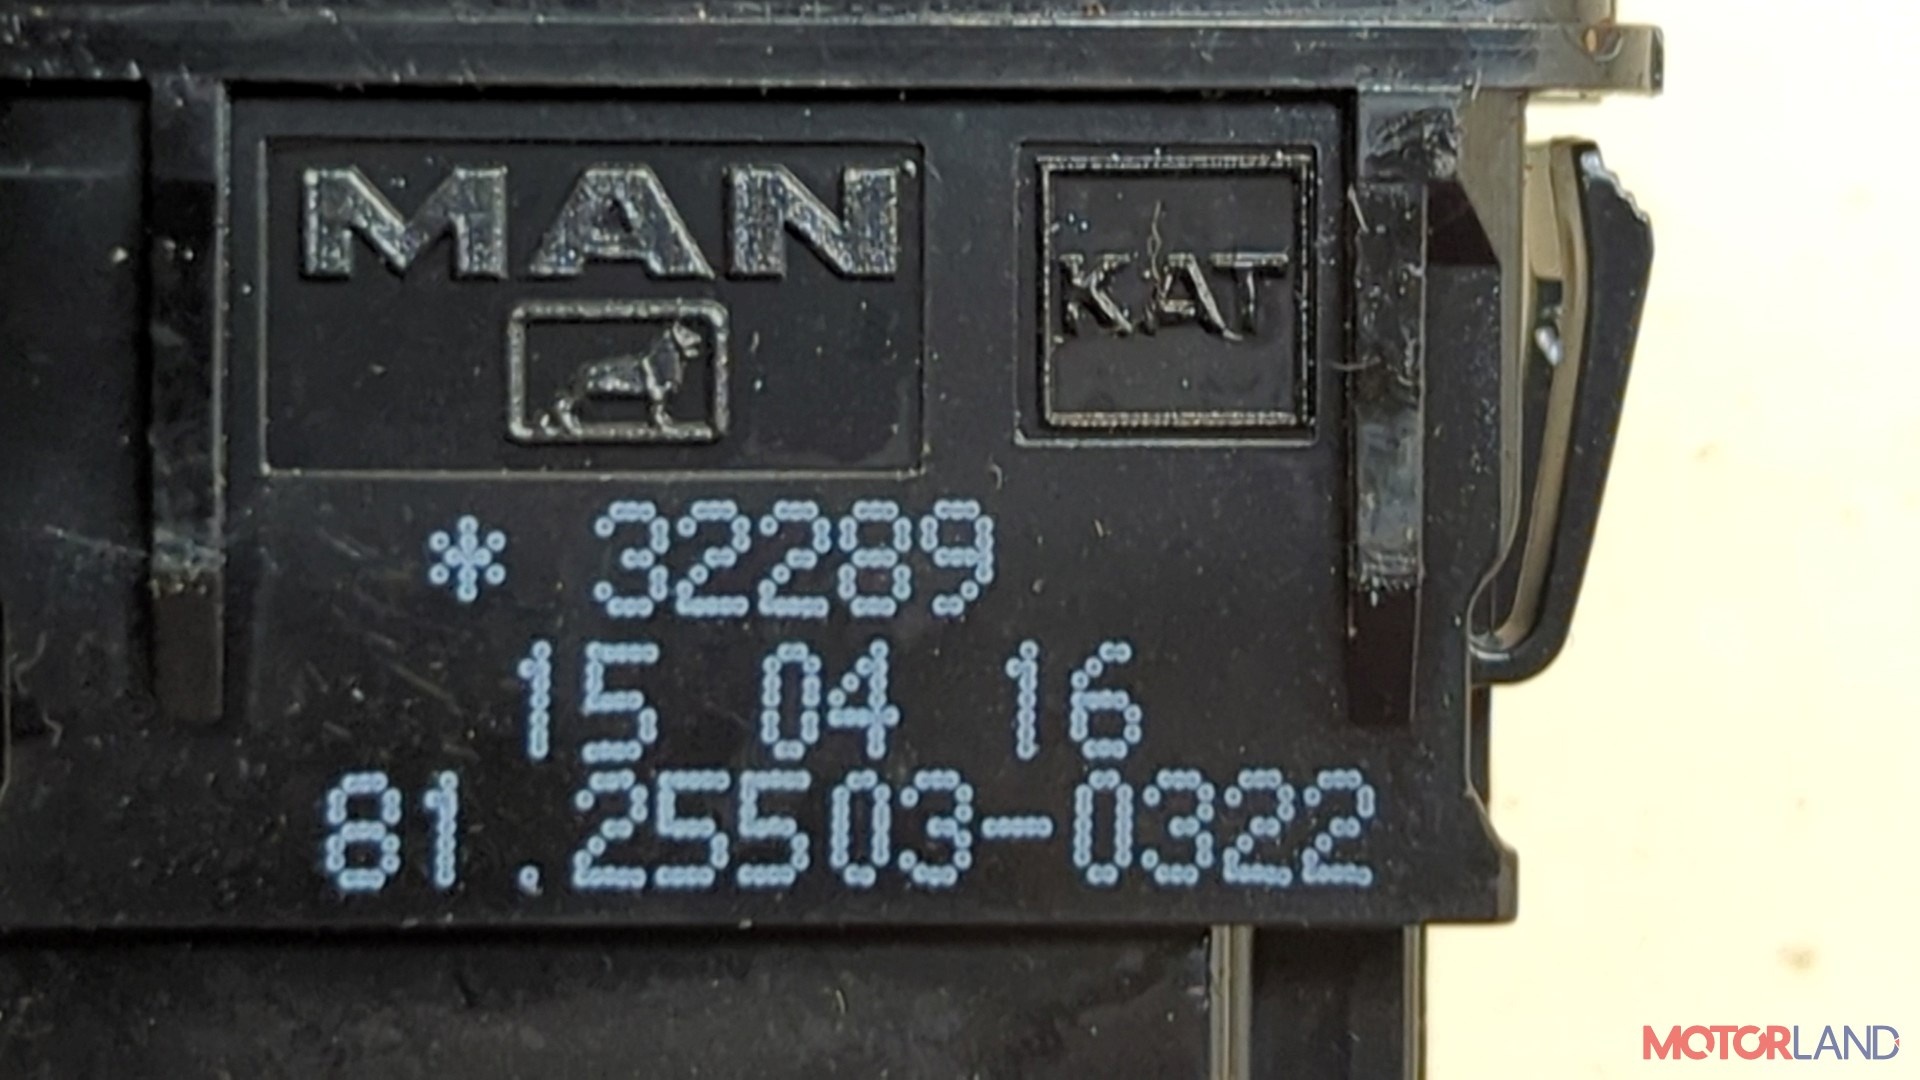 MAN
KAT
* 32289
15 04 16
81.25503-0322
MOTORLAND